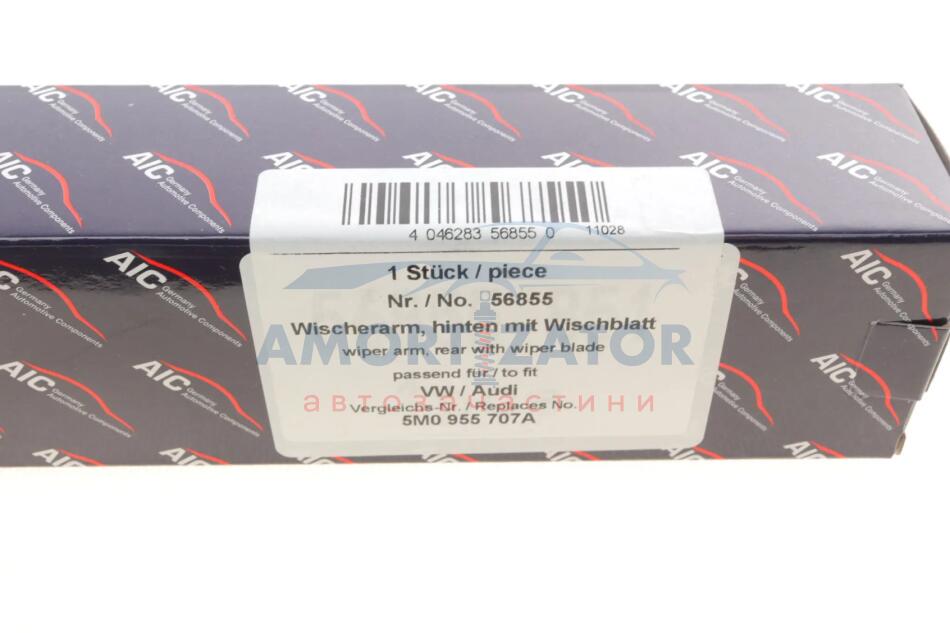 AIC
Germany
Automotive Components
4 046283 56855 0
11028
1 Stück / piece
Nr. / No. 56855
Wischerarm, hinten mit Wischblatt
AMORTIZATOR
wiper arm, rear with wiper blade
passend für / to fit
VW / Audi
автозапчастини
Vergleichs-Nr. / Replaces No.
5M0 955 707A